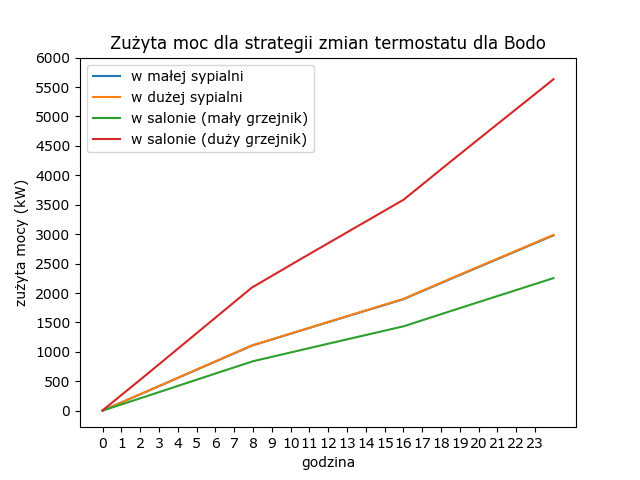 Zużyta moc dla strategii zmian termostatu dla Bodo
6000
5500
5000
4500
4000
3500
3000
2500
2000
1500
1000
500
0
zużyta mocy (kW)
w małej sypialni
w dużej sypialni
w salonie (mały grzejnik)
w salonie (duży grzejnik)
0 1 2 3 4 5 6 7 8 9 10 11 12 13 14 15 16 17 18 19 20 21 22 23
godzina